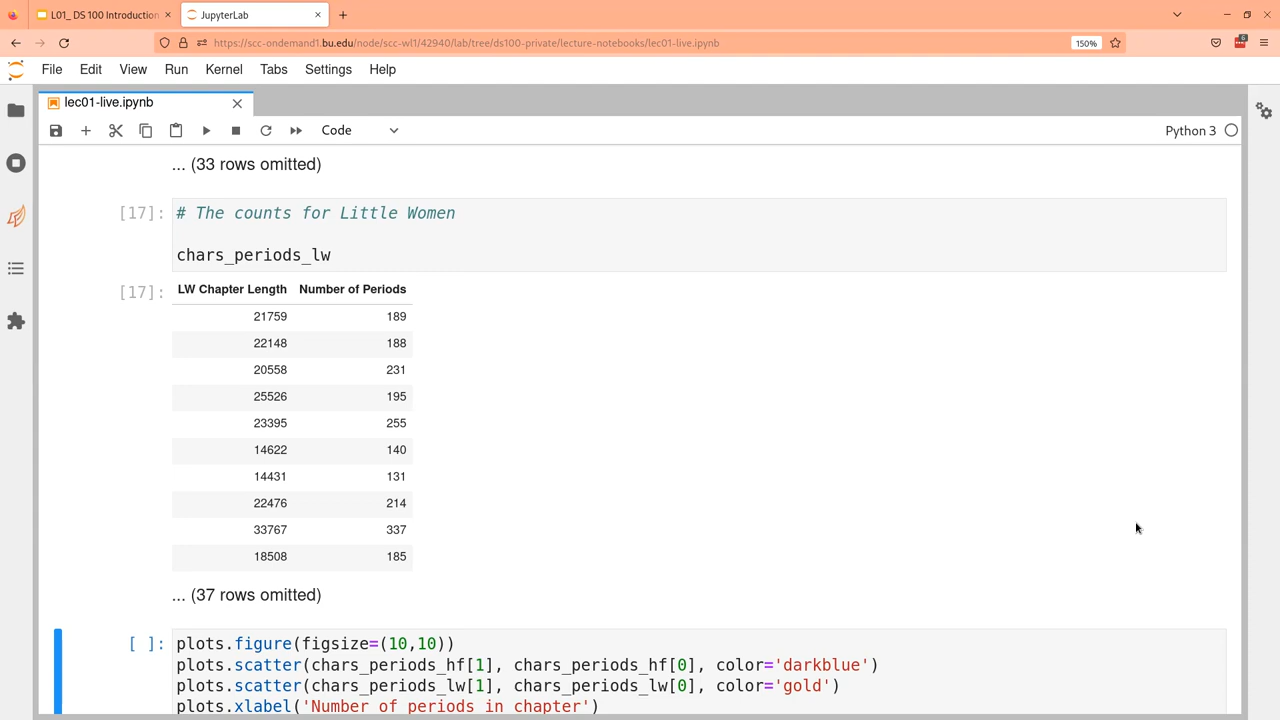 L01_ DS 100 Introduction
JupyterLab
https://scc-ondemand1.bu.edu/node/scc-wl1/42940/lab/tree/ds100-private/lecture-notebooks/lec01-live.ipynb
150%
6
File Edit View Run Kernel Tabs Settings Help
lec01-live.ipynb
Code
Python 3
... (33 rows omitted)
[17]: # The counts for Little Women
chars_periods_lw
[17]: LW Chapter Length Number of Periods
21759 189
22148 188
20558 231
25526 195
23395 255
14622 140
14431 131
22476 214
33767 337
18508 185
... (37 rows omitted)
[ ]: plots.figure(figsize=(10,10))
plots.scatter(chars_periods_hf[1], chars_periods_hf[0], color='darkblue')
plots.scatter(chars_periods_lw[1], chars_periods_lw[0], color='gold')
plots.xlabel('Number of periods in chapter')